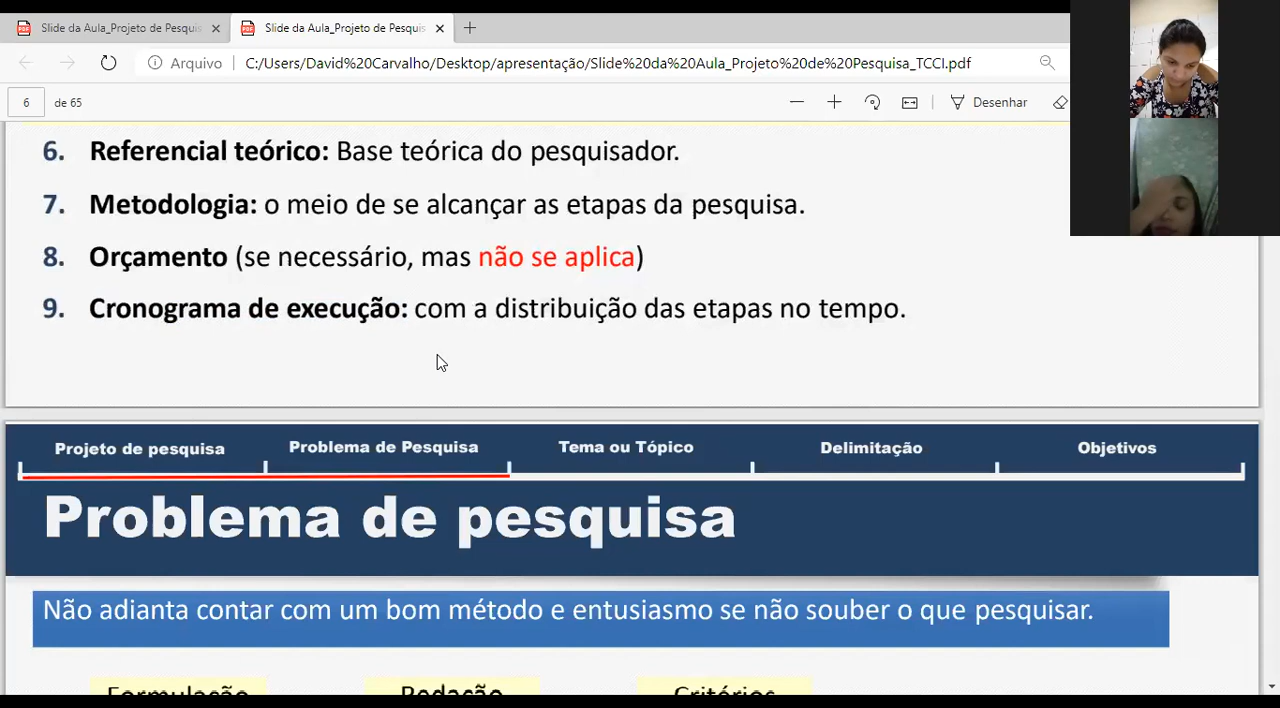 Slide da Aula_Projeto de Pesquis
Slide da Aula_Projeto de Pesquis
Arquivo
C:/Users/David%20Carvalho/Desktop/apresentação/Slide%20da%20Aula_Projeto%20de%20Pesquisa_TCCI.pdf
6 de 65
Desenhar
6. Referencial teórico: Base teórica do pesquisador.
7. Metodologia: o meio de se alcançar as etapas da pesquisa.
8. Orçamento (se necessário, mas não se aplica)
9. Cronograma de execução: com a distribuição das etapas no tempo.
Projeto de pesquisa
Problema de Pesquisa
Tema ou Tópico
Delimitação
Objetivos
Problema de pesquisa
Não adianta contar com um bom método e entusiasmo se não souber o que pesquisar.
Formulação
Redação
Critérios